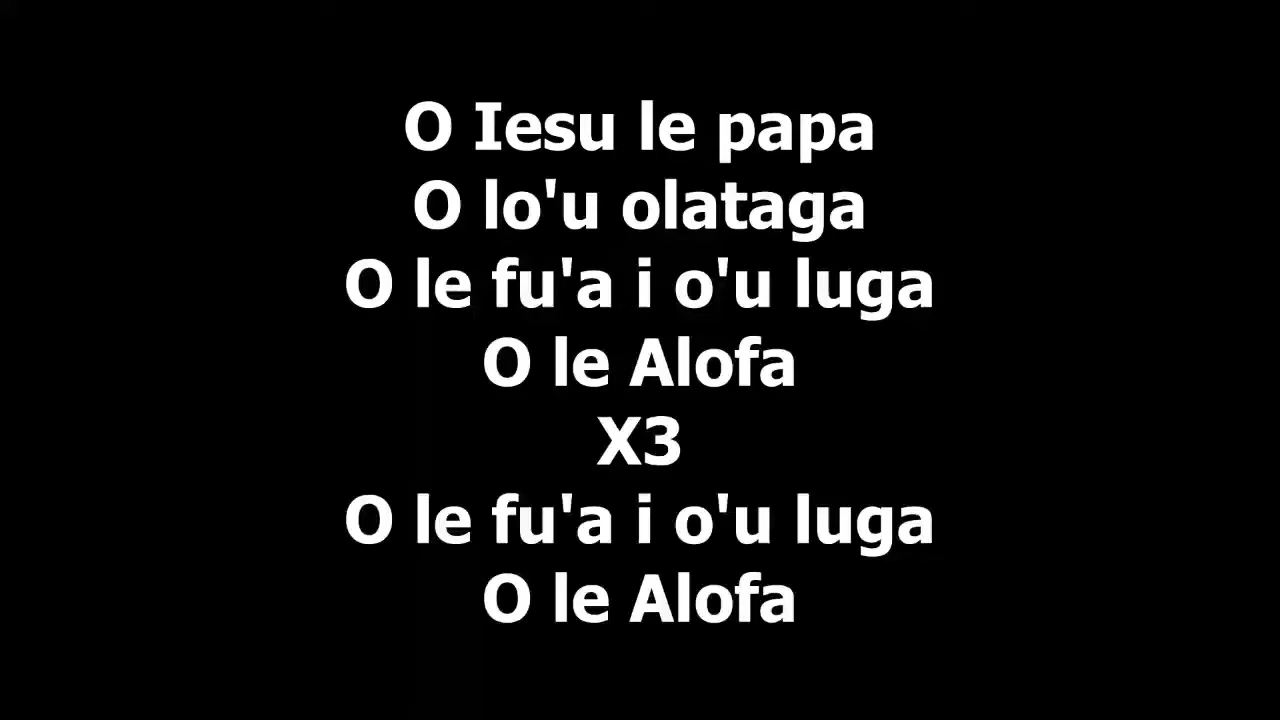 O Iesu le papa
O lo'u olataga
O le fu'a i o'u luga
O le Alofa
X3
O le fu'a i o'u luga
O le Alofa